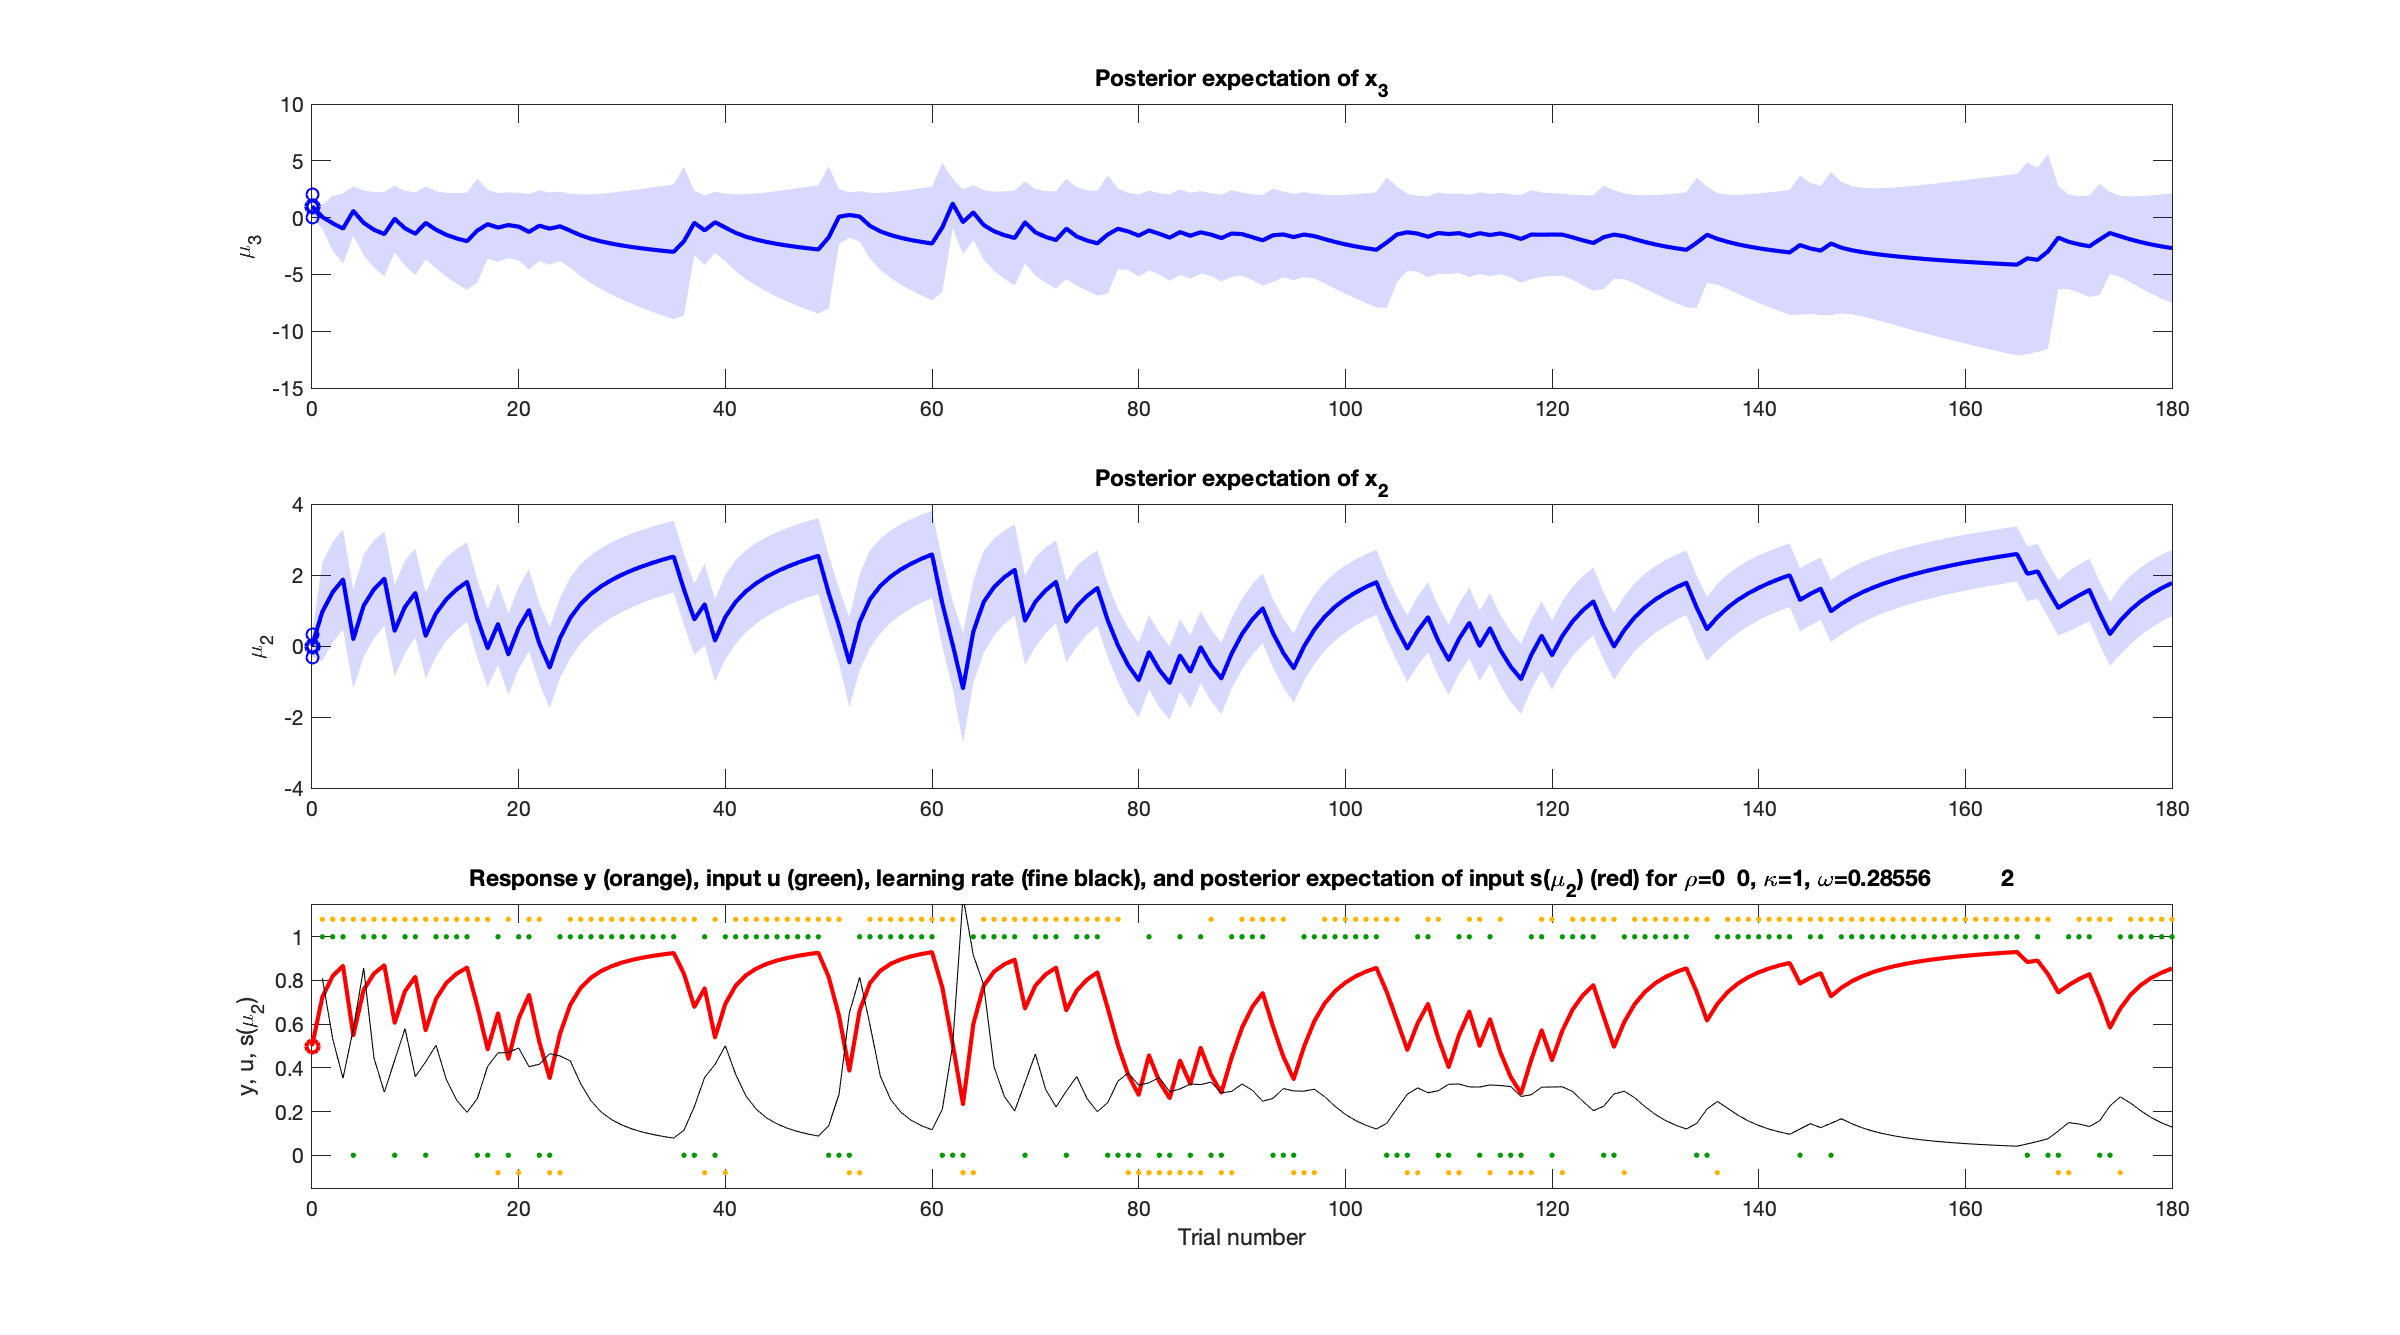 Posterior expectation of x₃
10
5
0
-5
-10
-15
μ₃
0 20 40 60 80 100 120 140 160 180
Posterior expectation of x₂
4
2
0
-2
-4
μ₂
0 20 40 60 80 100 120 140 160 180
Response y (orange), input u (green), learning rate (fine black), and posterior expectation of input s(μ₂) (red) for ρ=0 0, κ=1, ω=0.28556 2
1
0.8
0.6
0.4
0.2
0
y, u, s(μ₂)
0 20 40 60 80 100 120 140 160 180
Trial number